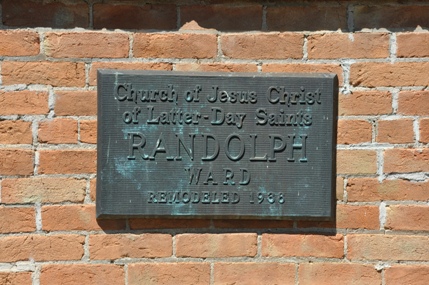 Church of Jesus Christ
of Latter-Day Saints
RANDOLPH
WARD
REMODELED 1938